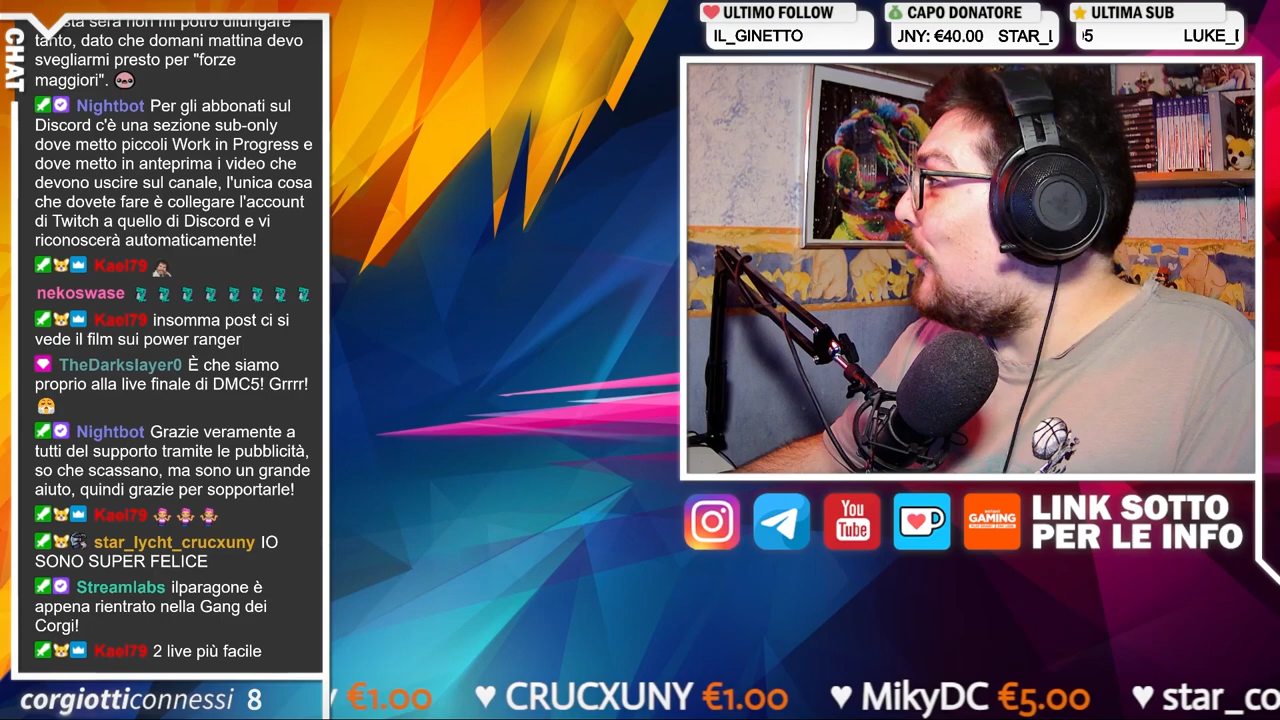 ULTIMO FOLLOW
IL_GINETTO
CAPO DONATORE
JNY: €40.00 STAR_L
ULTIMA SUB
LUKE_
CHAT
sta sera non mi potrò dilungare
tanto, dato che domani mattina devo
svegliarmi presto per "forze
maggiori".
Nightbot Per gli abbonati sul
Discord c'è una sezione sub-only
dove metto piccoli Work in Progress e
dove metto in anteprima i video che
devono uscire sul canale, l'unica cosa
che dovete fare è collegare l'account
di Twitch a quello di Discord e vi
riconoscerà automaticamente!
Kael79
nekoswase
Kael79 insomma post ci si
vede il film sui power ranger
TheDarkslayer0 È che siamo
proprio alla live finale di DMC5! Grrrr!
Nightbot Grazie veramente a
tutti del supporto tramite le pubblicità,
so che scassano, ma sono un grande
aiuto, quindi grazie per sopportarle!
Kael79
star_lycht_crucxuny IO
SONO SUPER FELICE
Streamlabs ilparagone è
appena rientrato nella Gang dei
Corgi!
Kael79 2 live più facile
You
Tube
GAMING
LINK SOTTO
PER LE INFO
corgiotticonnessi 8
€1.00 ♥ CRUCXUNY €1.00 ♥ MikyDC €5.00 ♥ star_co